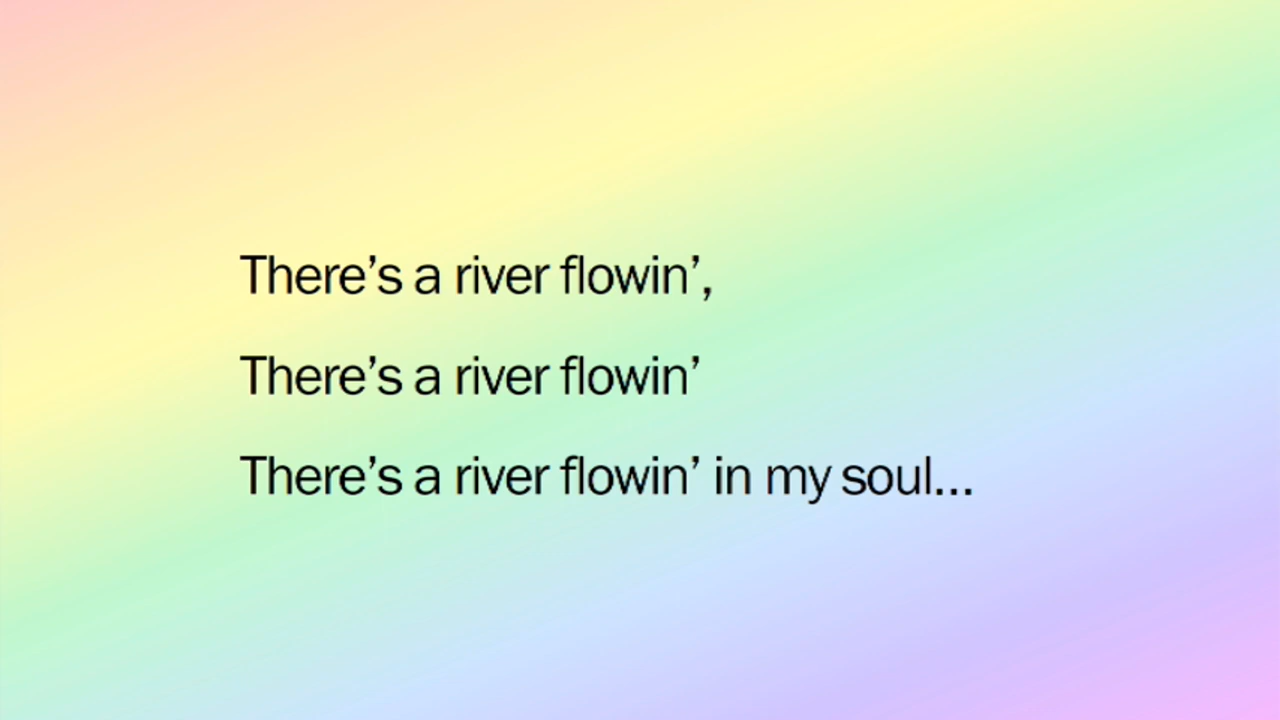 There’s a river flowin’,
There’s a river flowin’
There’s a river flowin’ in my soul...